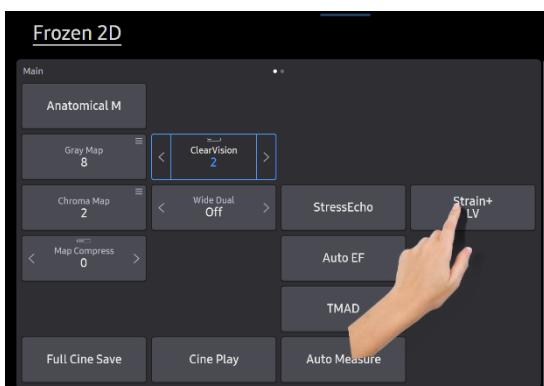 Frozen 2D
Main
Anatomical M
Gray Map
8
ClearVision
2
Chroma Map
2
Wide Dual
Off
StressEcho
Strain+
LV
Map Compress
0
Auto EF
TMAD
Full Cine Save
Cine Play
Auto Measure